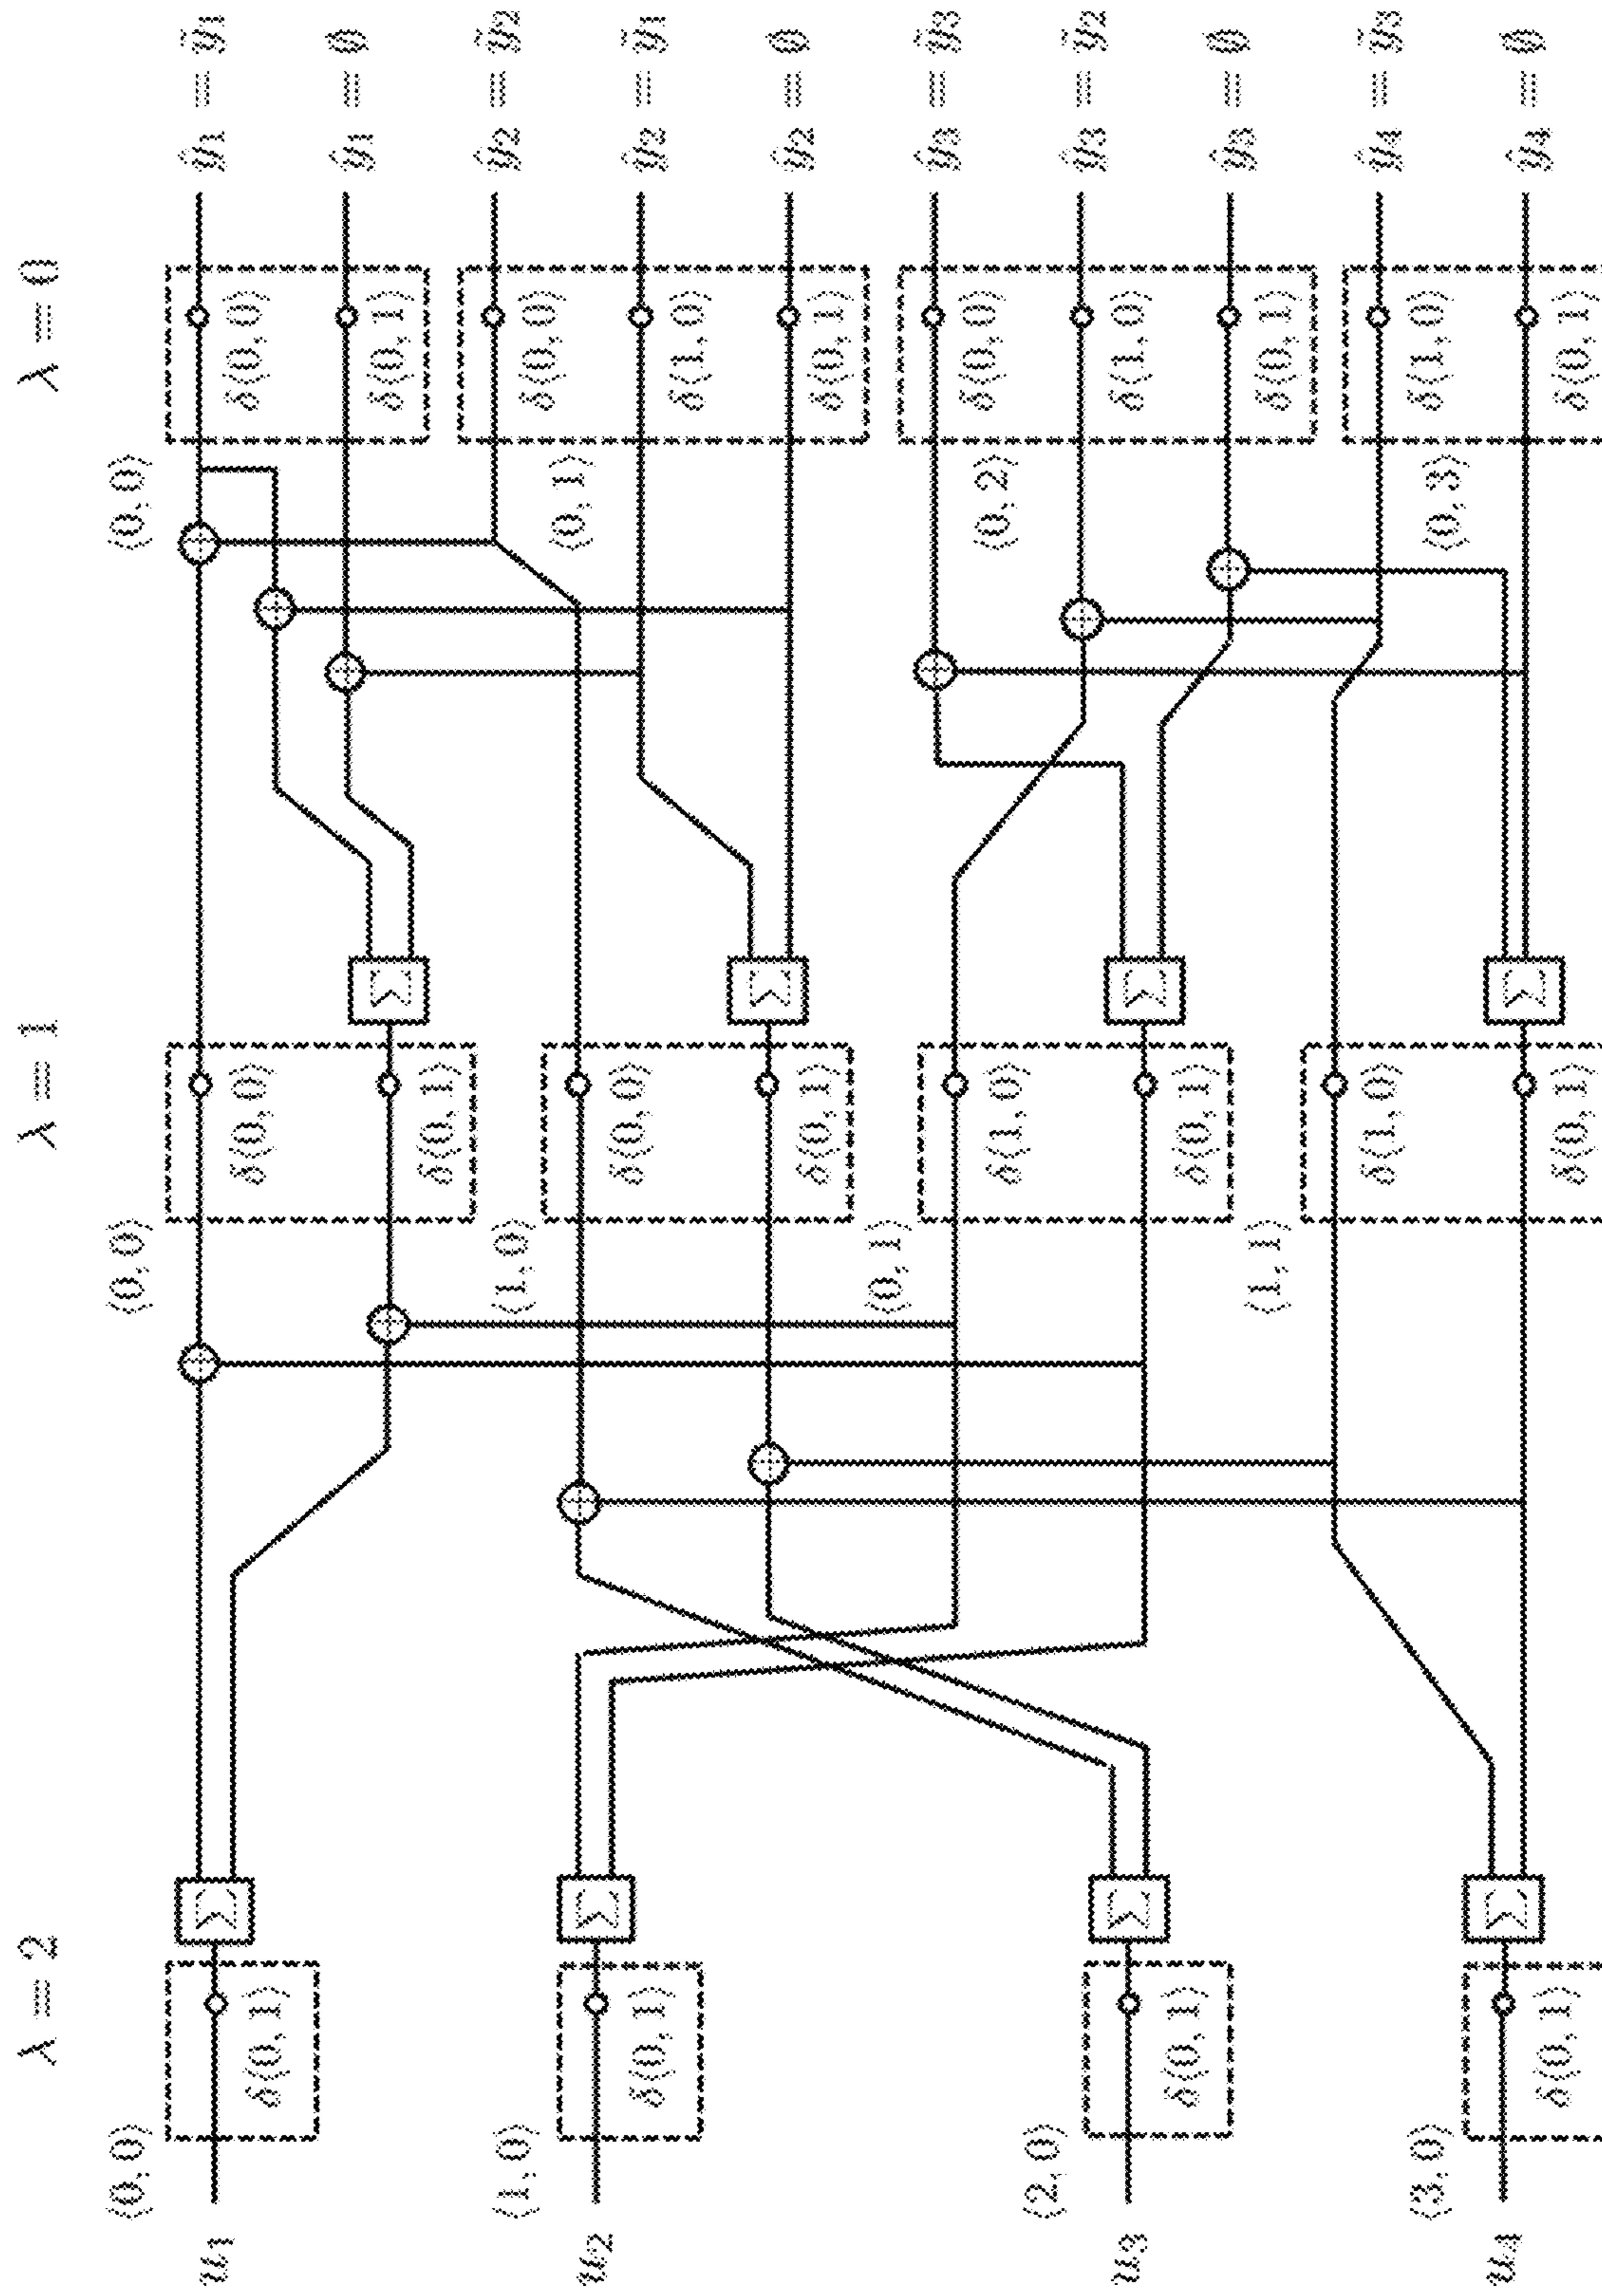 λ = 2 λ = 1 λ = 0
⟨0, 0⟩ ⟨0, 0⟩ ⟨0, 0⟩
u₁ Σ ŷ₁ = ỹ₁
δ⟨0, 1⟩ δ⟨0, 0⟩ δ⟨0, 0⟩
ŷ₁ = 0
Σ δ⟨0, 1⟩
δ⟨0, 1⟩
⟨1, 0⟩ ⟨1, 0⟩ ŷ₂ = ỹ₂
δ⟨0, 0⟩
⟨0, 1⟩
u₂ Σ
δ⟨0, 1⟩ δ⟨0, 0⟩ ŷ₂ = ỹ₁
δ⟨1, 0⟩
Σ ŷ₂ = 0
δ⟨0, 1⟩ δ⟨0, 1⟩
⟨0, 1⟩
ŷ₃ = ỹ₃
δ⟨0, 0⟩
δ⟨1, 0⟩ ⟨0, 2⟩
⟨2, 0⟩ ŷ₃ = ỹ₂
u₃ Σ Σ δ⟨1, 0⟩
δ⟨0, 1⟩ δ⟨0, 1⟩
ŷ₃ = 0
⟨1, 1⟩ δ⟨0, 1⟩
δ⟨1, 0⟩ ŷ₄ = ỹ₃
⟨3, 0⟩ δ⟨1, 0⟩
⟨0, 3⟩
u₄ Σ Σ ŷ₄ = 0
δ⟨0, 1⟩ δ⟨0, 1⟩ δ⟨0, 1⟩